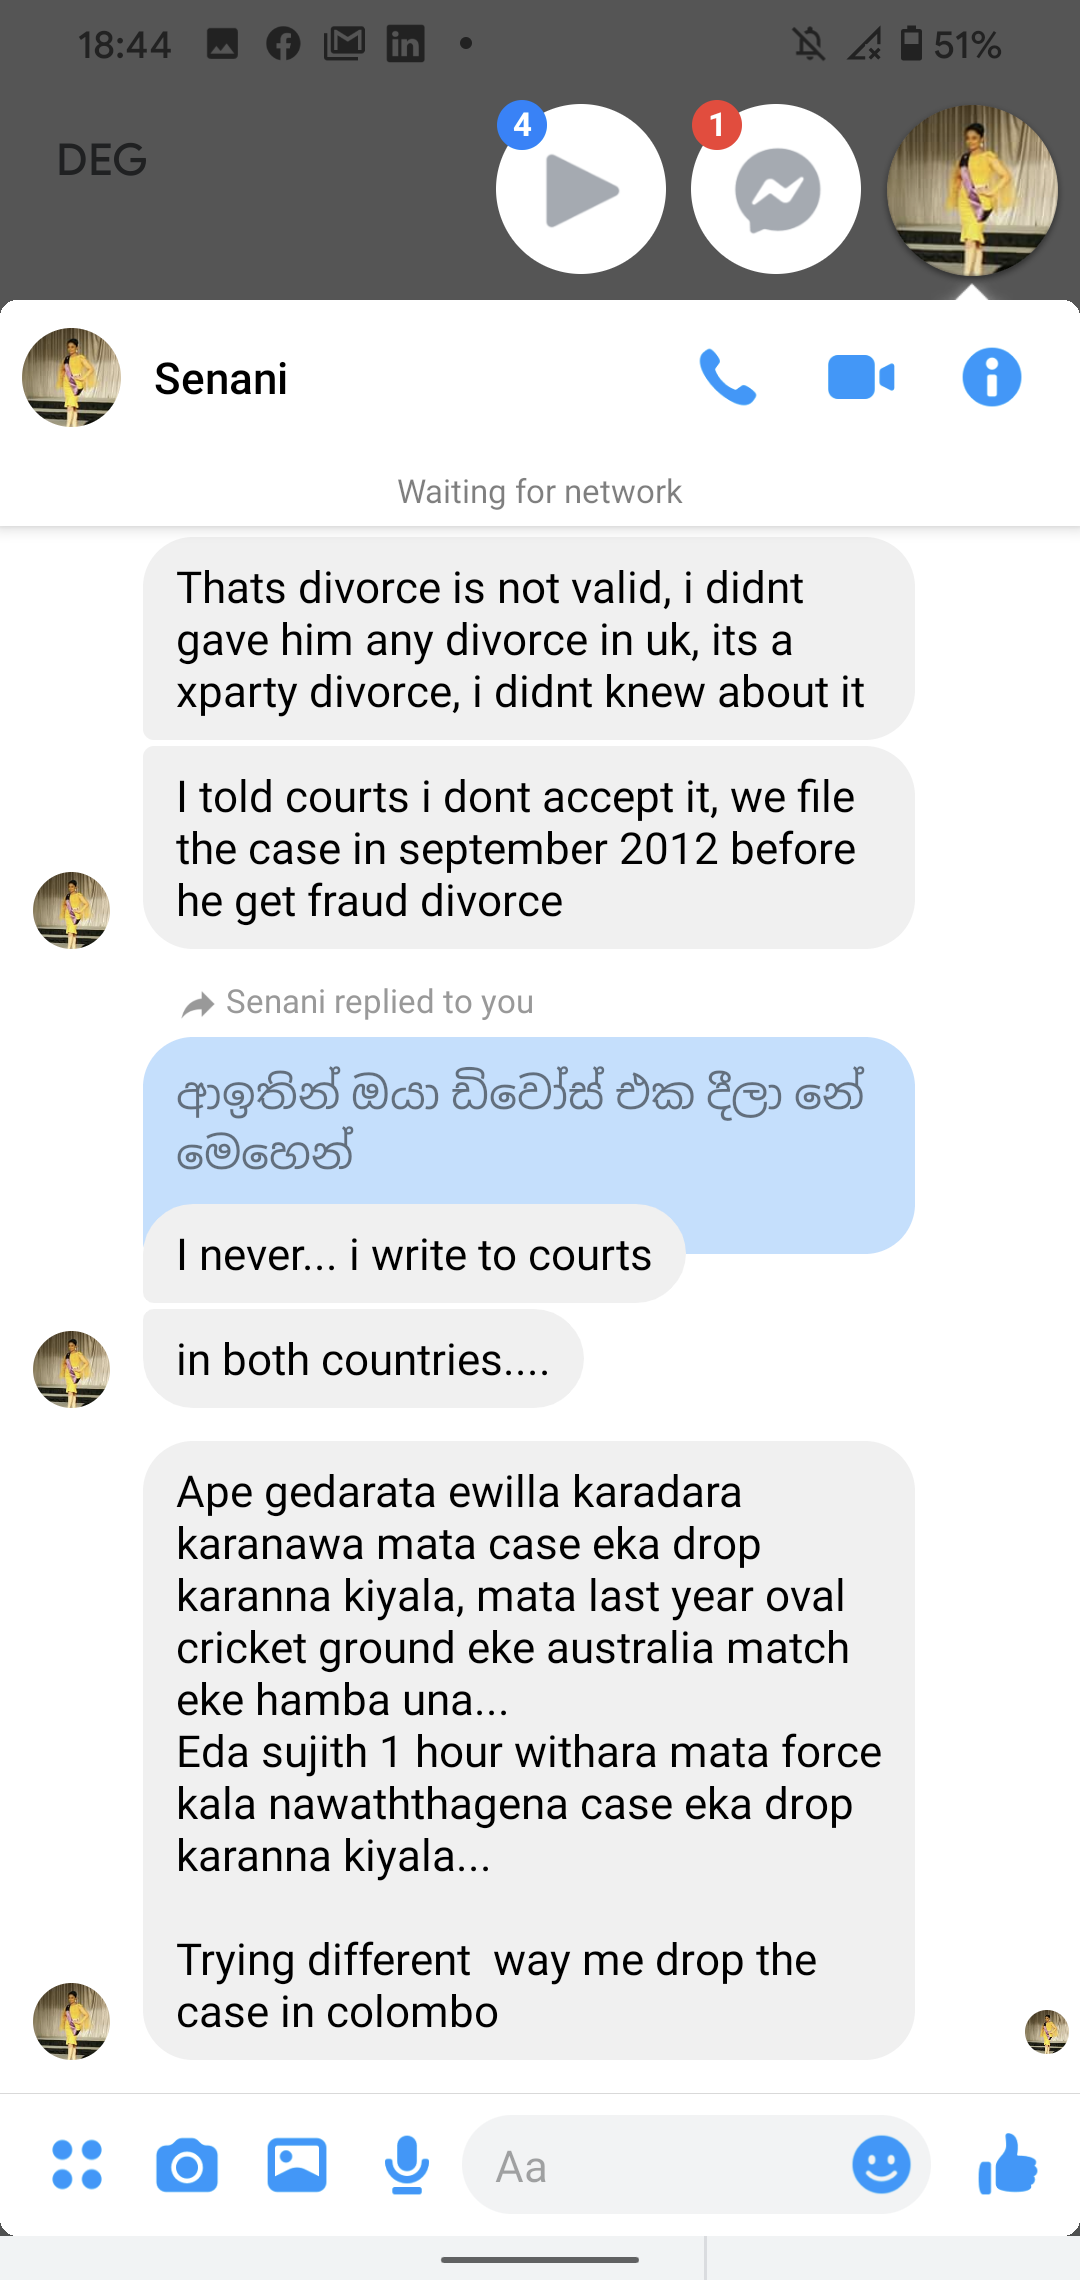 18:44
51%
DEG
4
1
Senani
Waiting for network
Thats divorce is not valid, i didnt
gave him any divorce in uk, its a
xparty divorce, i didnt knew about it
I told courts i dont accept it, we file
the case in september 2012 before
he get fraud divorce
Senani replied to you
ආඉතින් ඔයා ඩිවෝස් එක දීලා නේ
මෙහෙන්
I never... i write to courts
in both countries....
Ape gedarata ewilla karadara
karanawa mata case eka drop
karanna kiyala, mata last year oval
cricket ground eke australia match
eke hamba una...
Eda sujith 1 hour withara mata force
kala nawaththagena case eka drop
karanna kiyala...
Trying different  way me drop the
case in colombo
Aa